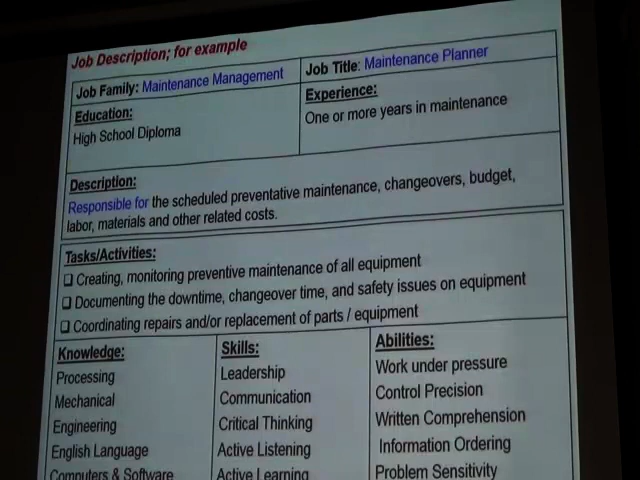 Job Description; for example
Job Family: Maintenance Management
Job Title: Maintenance Planner
Education:
High School Diploma
Experience:
One or more years in maintenance
Description:
Responsible for the scheduled preventative maintenance, changeovers, budget,
labor, materials and other related costs.
Tasks/Activities:
❑ Creating, monitoring preventive maintenance of all equipment
❑ Documenting the downtime, changeover time, and safety issues on equipment
❑ Coordinating repairs and/or replacement of parts / equipment
Knowledge:
Processing
Mechanical
Engineering
English Language
Computers & Software
Skills:
Leadership
Communication
Critical Thinking
Active Listening
Active Learning
Abilities:
Work under pressure
Control Precision
Written Comprehension
Information Ordering
Problem Sensitivity